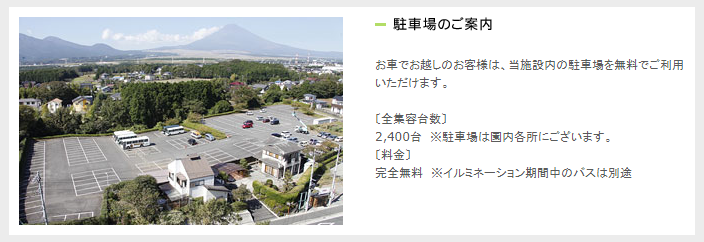 駐車場のご案内
お車でお越しのお客様は、当施設内の駐車場を無料でご利用
いただけます。
〔全集容台数〕
2,400台 ※駐車場は園内各所にございます。
〔料金〕
完全無料 ※イルミネーション期間中のバスは別途